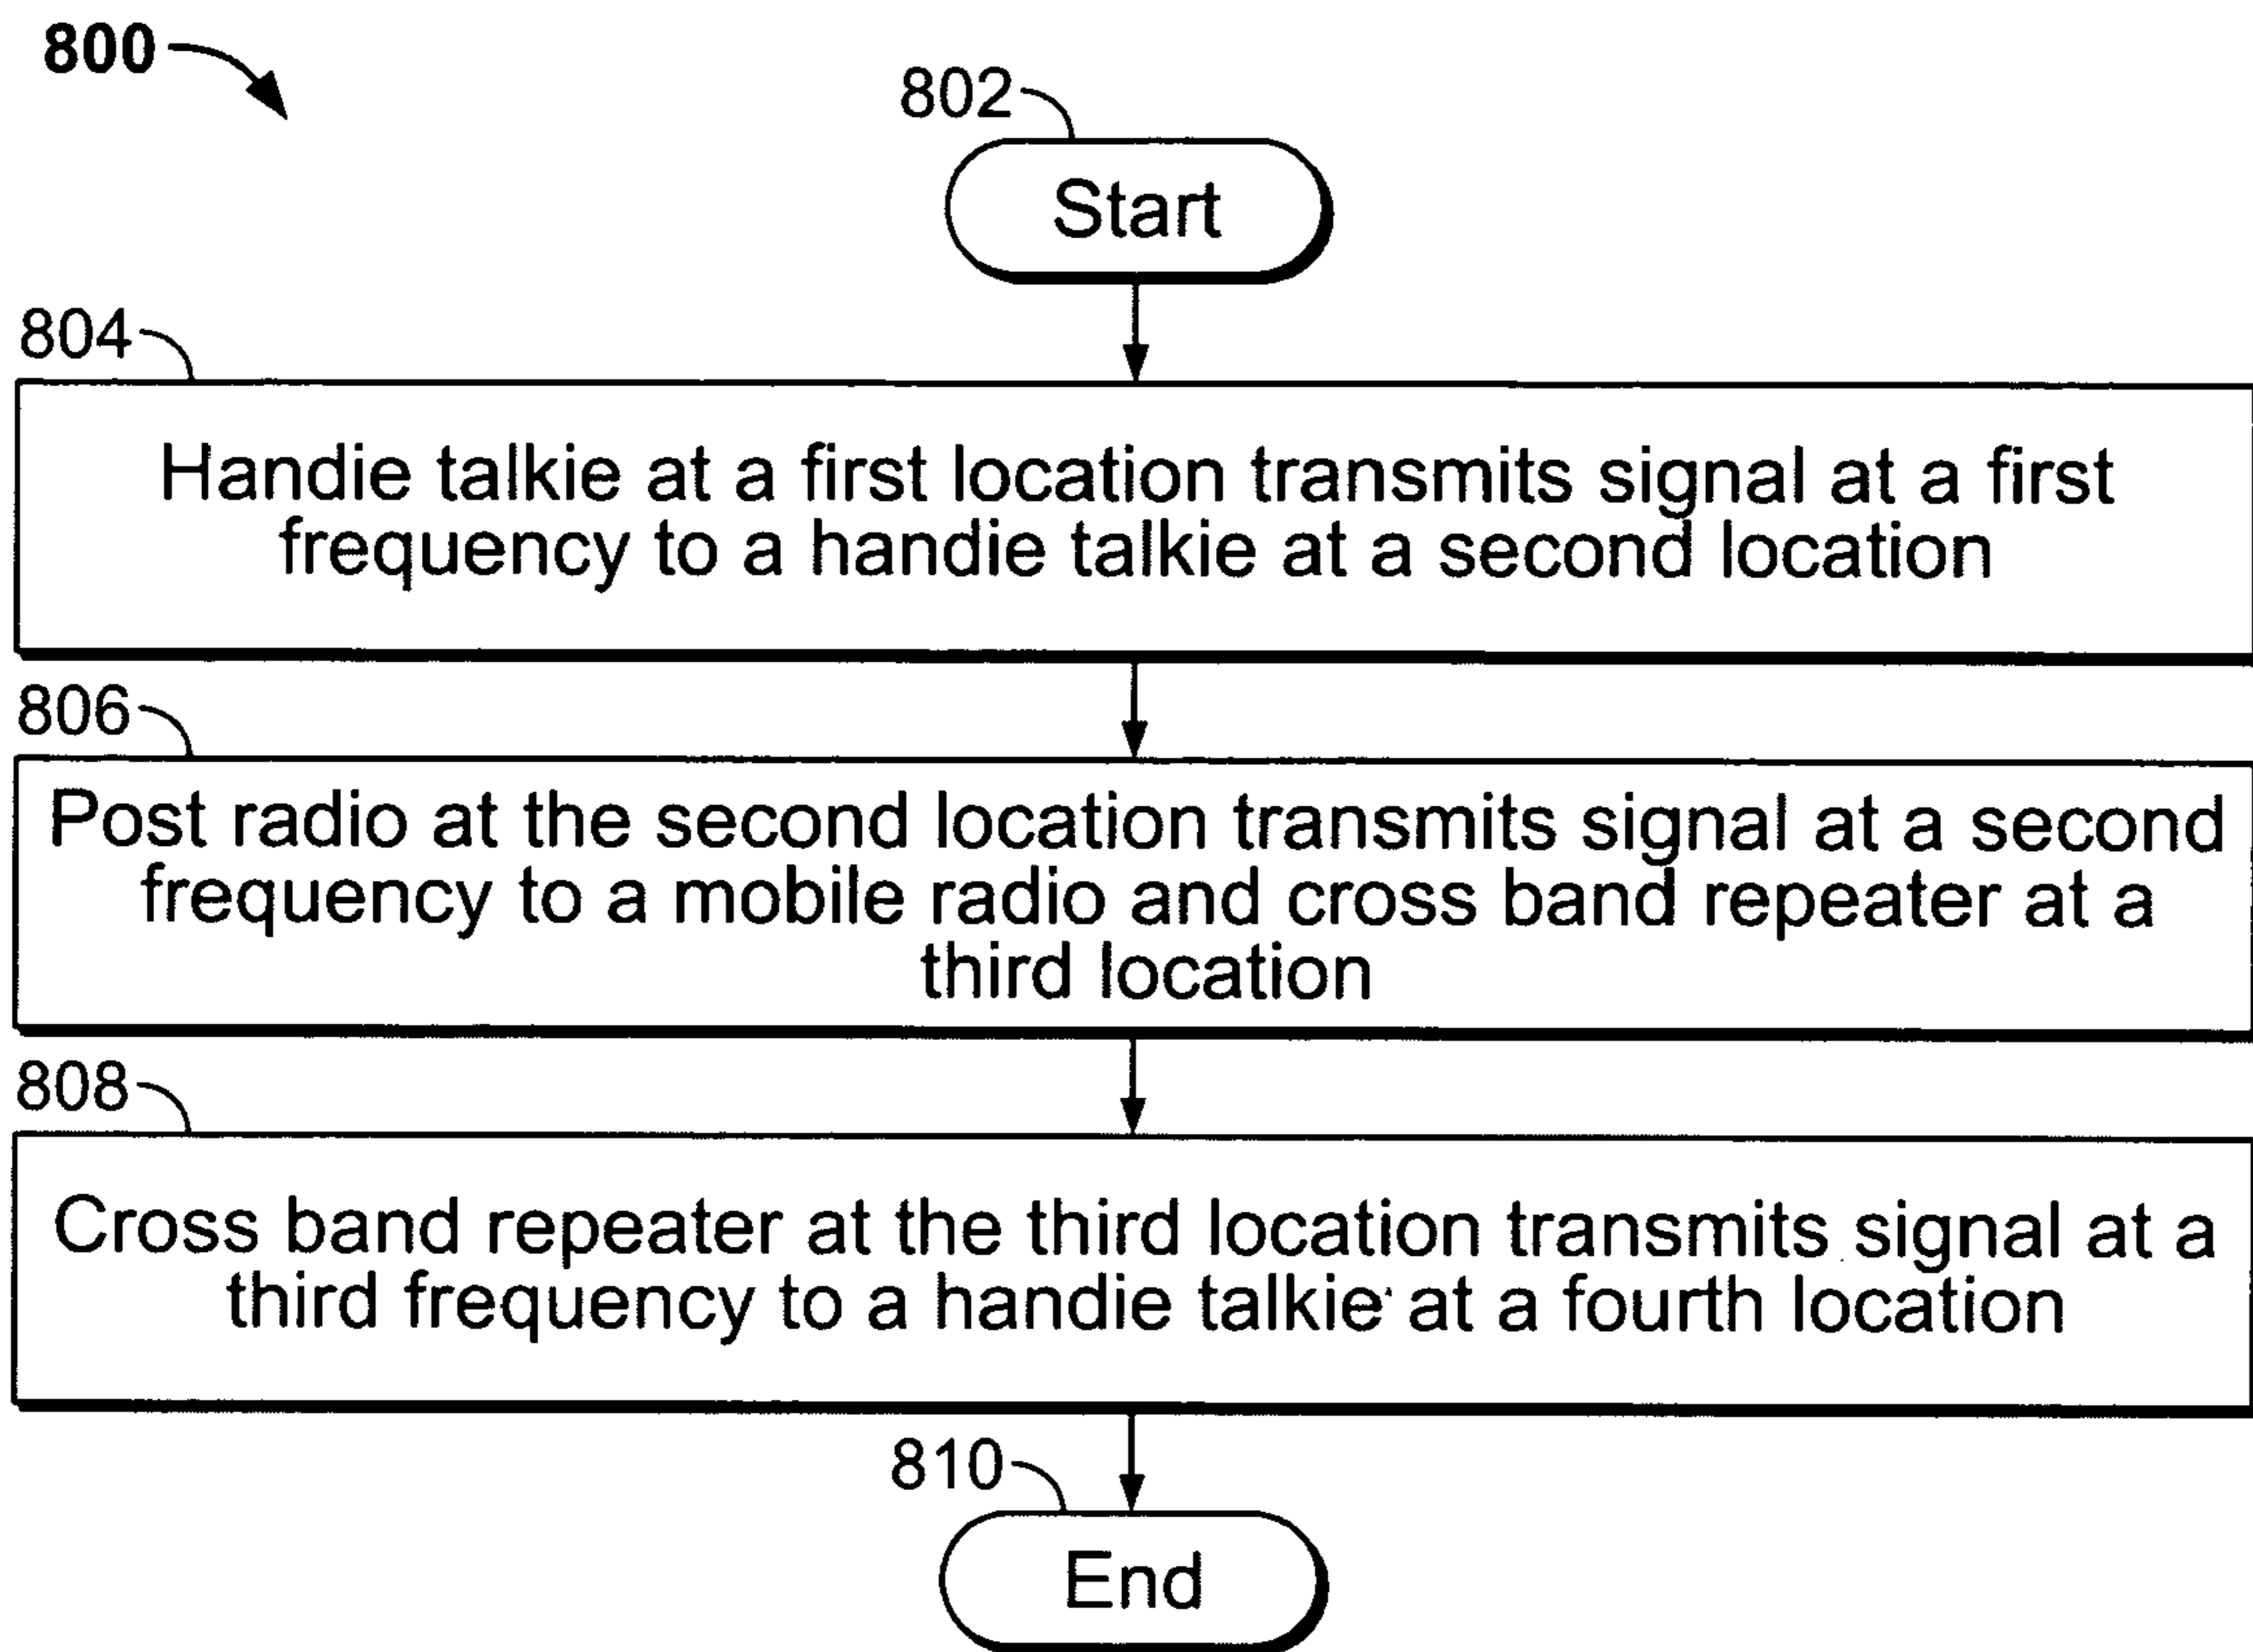 800
802
Start
804
Handie talkie at a first location transmits signal at a first
frequency to a handie talkie at a second location
806
Post radio at the second location transmits signal at a second
frequency to a mobile radio and cross band repeater at a
third location
808
Cross band repeater at the third location transmits signal at a
third frequency to a handie talkie at a fourth location
810
End